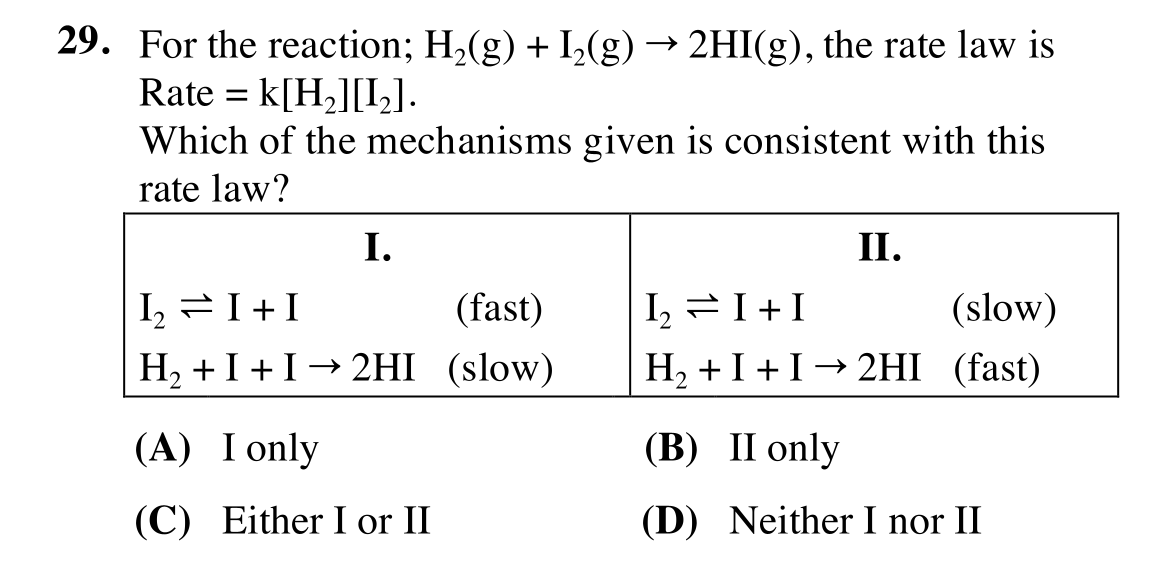 29. For the reaction; H₂(g) + I₂(g) → 2HI(g), the rate law is
Rate = k[H₂][I₂].
Which of the mechanisms given is consistent with this
rate law?
I. II.
I₂ ⇌ I + I (fast) I₂ ⇌ I + I (slow)
H₂ + I + I → 2HI (slow) H₂ + I + I → 2HI (fast)
(A) I only (B) II only
(C) Either I or II (D) Neither I nor II